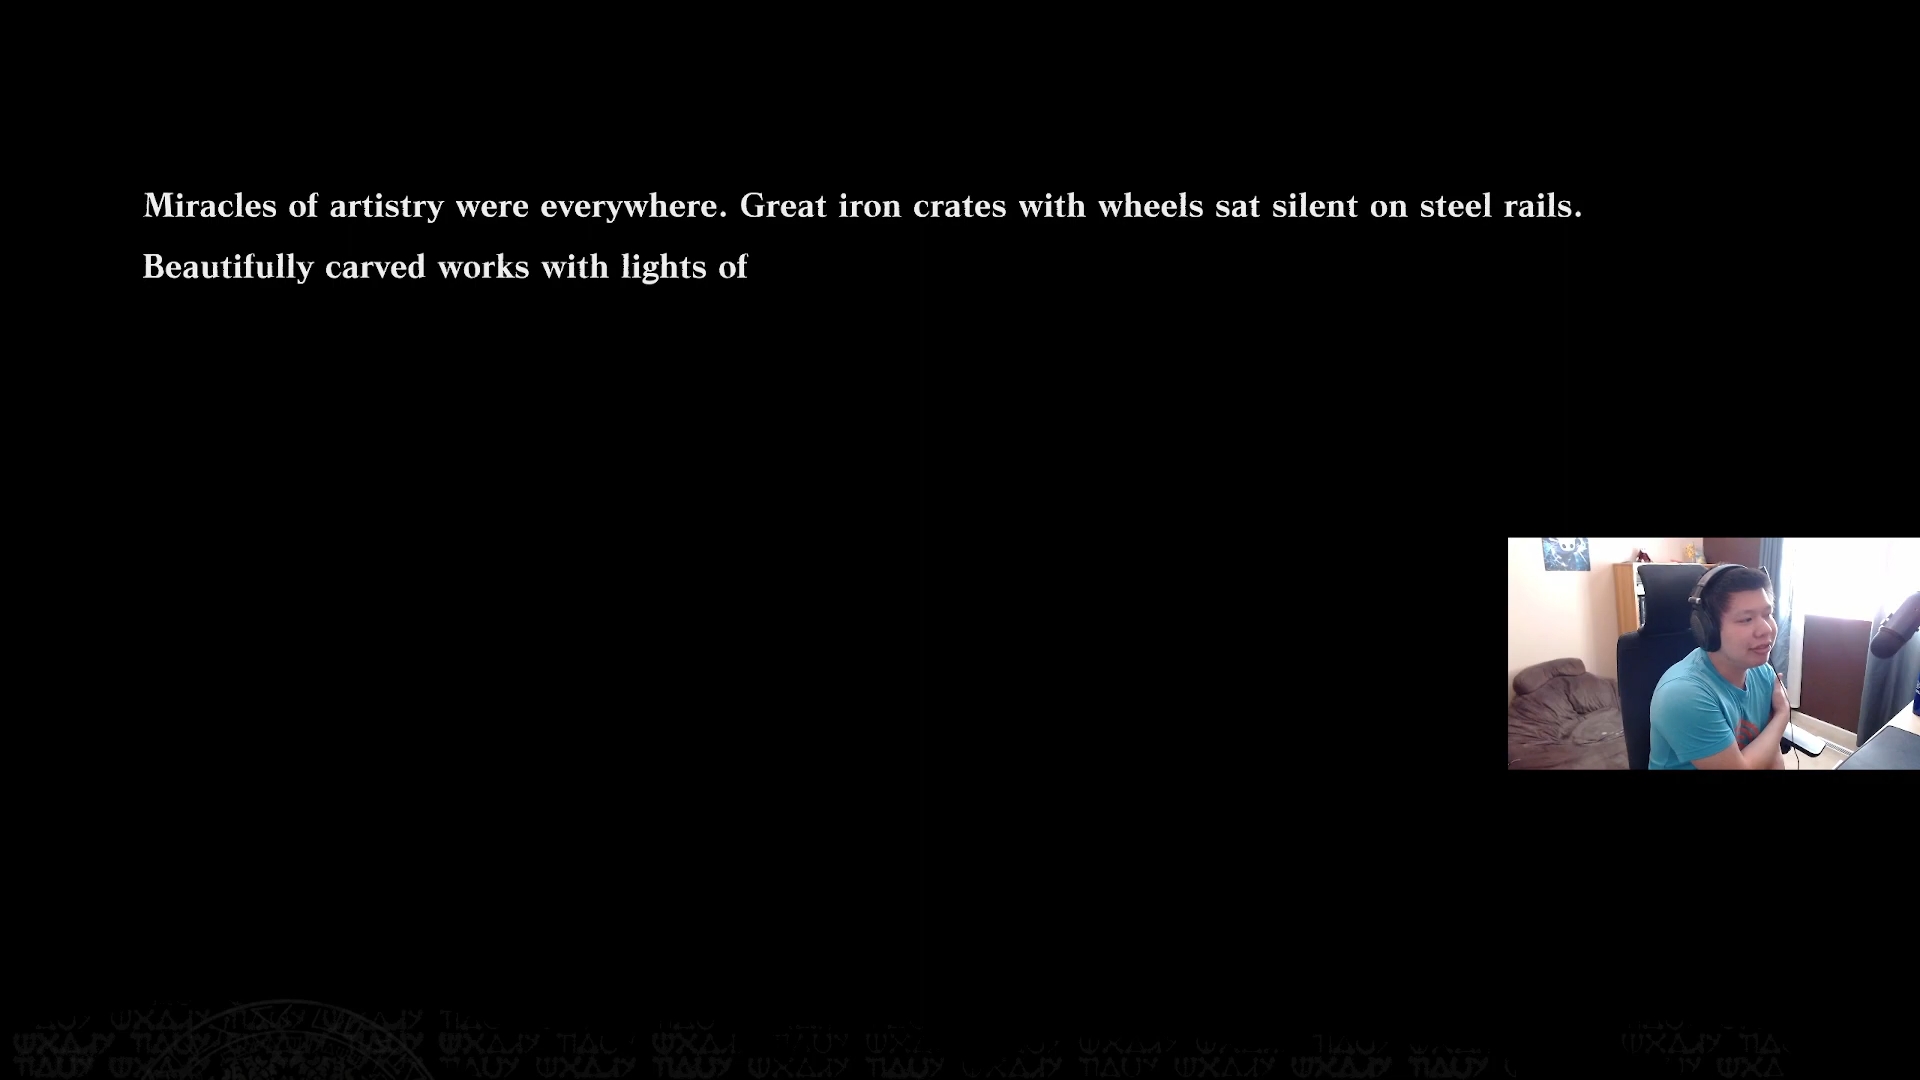 Miracles of artistry were everywhere. Great iron crates with wheels sat silent on steel rails.
Beautifully carved works with lights of